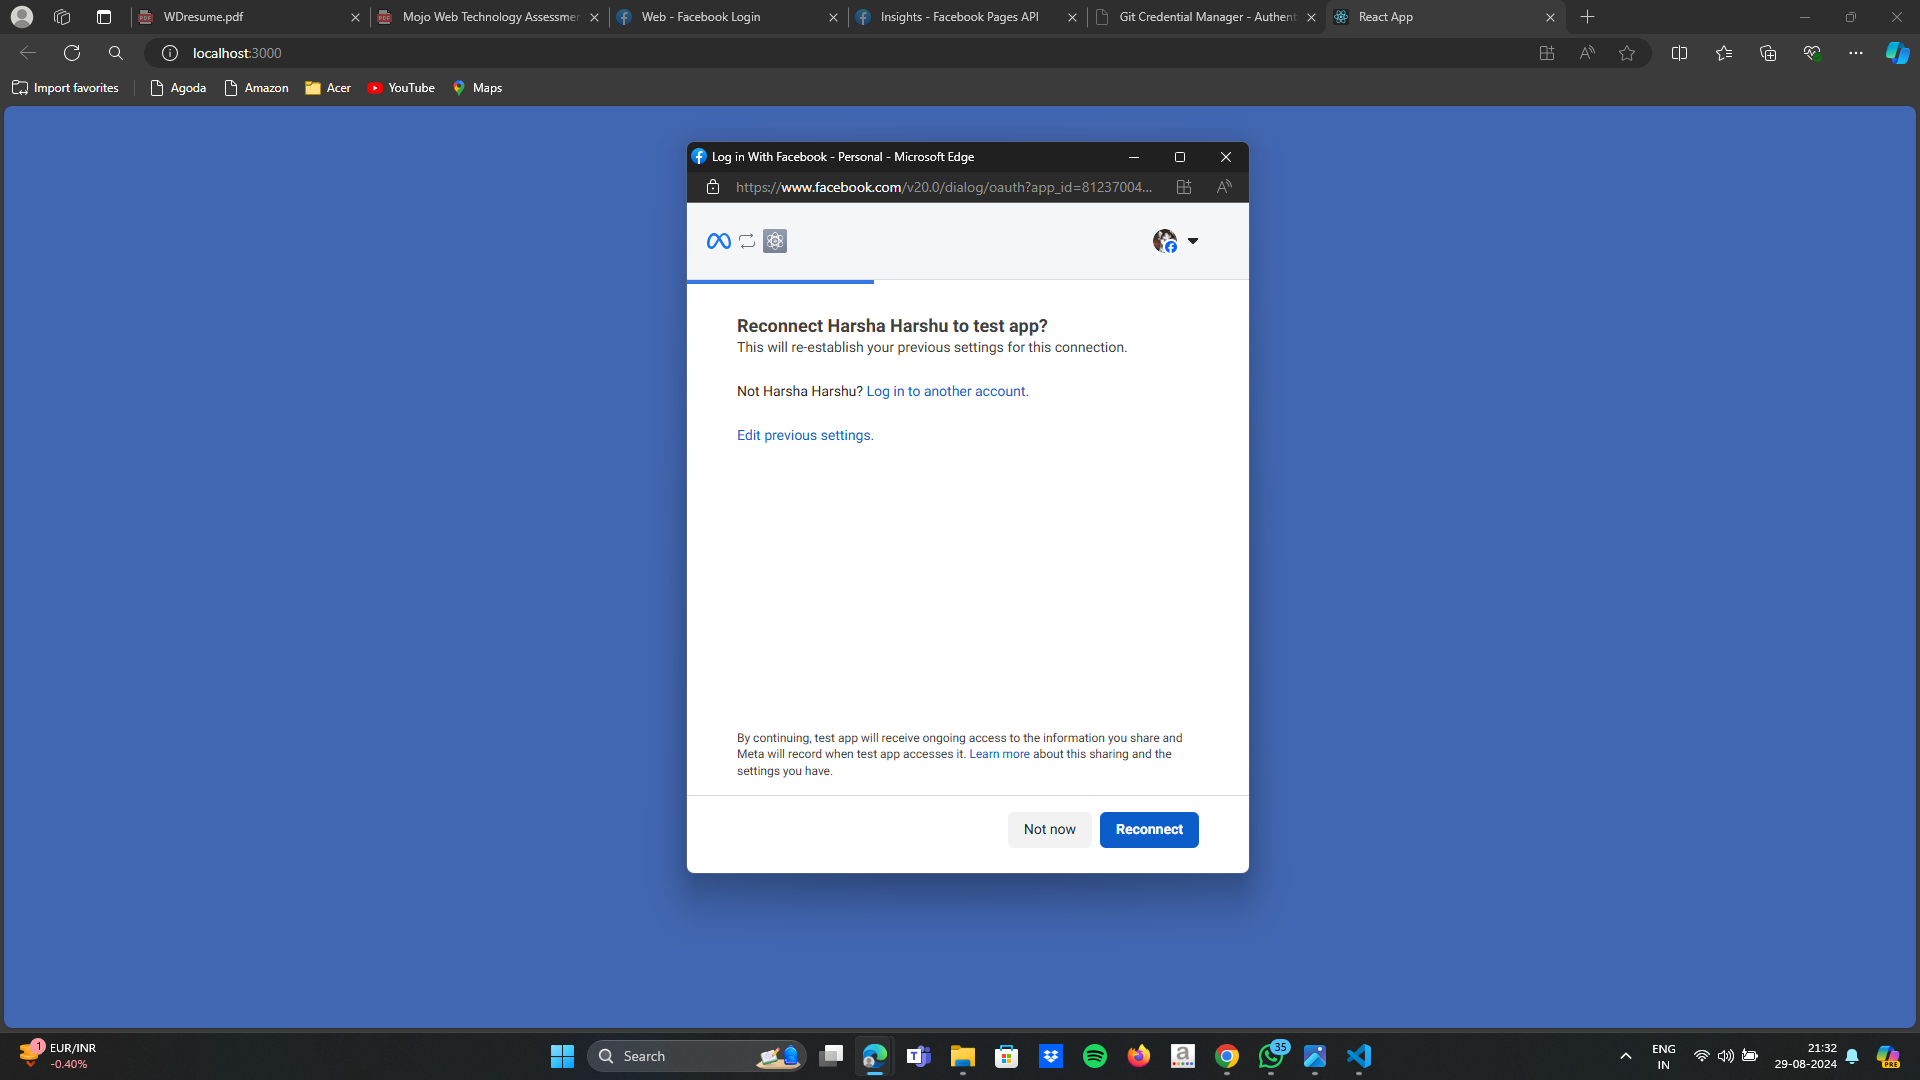 WDresume.pdf
Mojo Web Technology Assessmen
Web - Facebook Login
Insights - Facebook Pages API
Git Credential Manager - Authent
React App
localhost:3000
Import favorites
Agoda
Amazon
Acer
YouTube
Maps
Log in With Facebook - Personal - Microsoft Edge
https://www.facebook.com/v20.0/dialog/oauth?app_id=81237004...
Reconnect Harsha Harshu to test app?
This will re-establish your previous settings for this connection.
Not Harsha Harshu? Log in to another account.
Edit previous settings.
By continuing, test app will receive ongoing access to the information you share and
Meta will record when test app accesses it. Learn more about this sharing and the
settings you have.
Not now
Reconnect
1
EUR/INR
-0.40%
Search
35
ENG
IN
21:32
29-08-2024
PRE